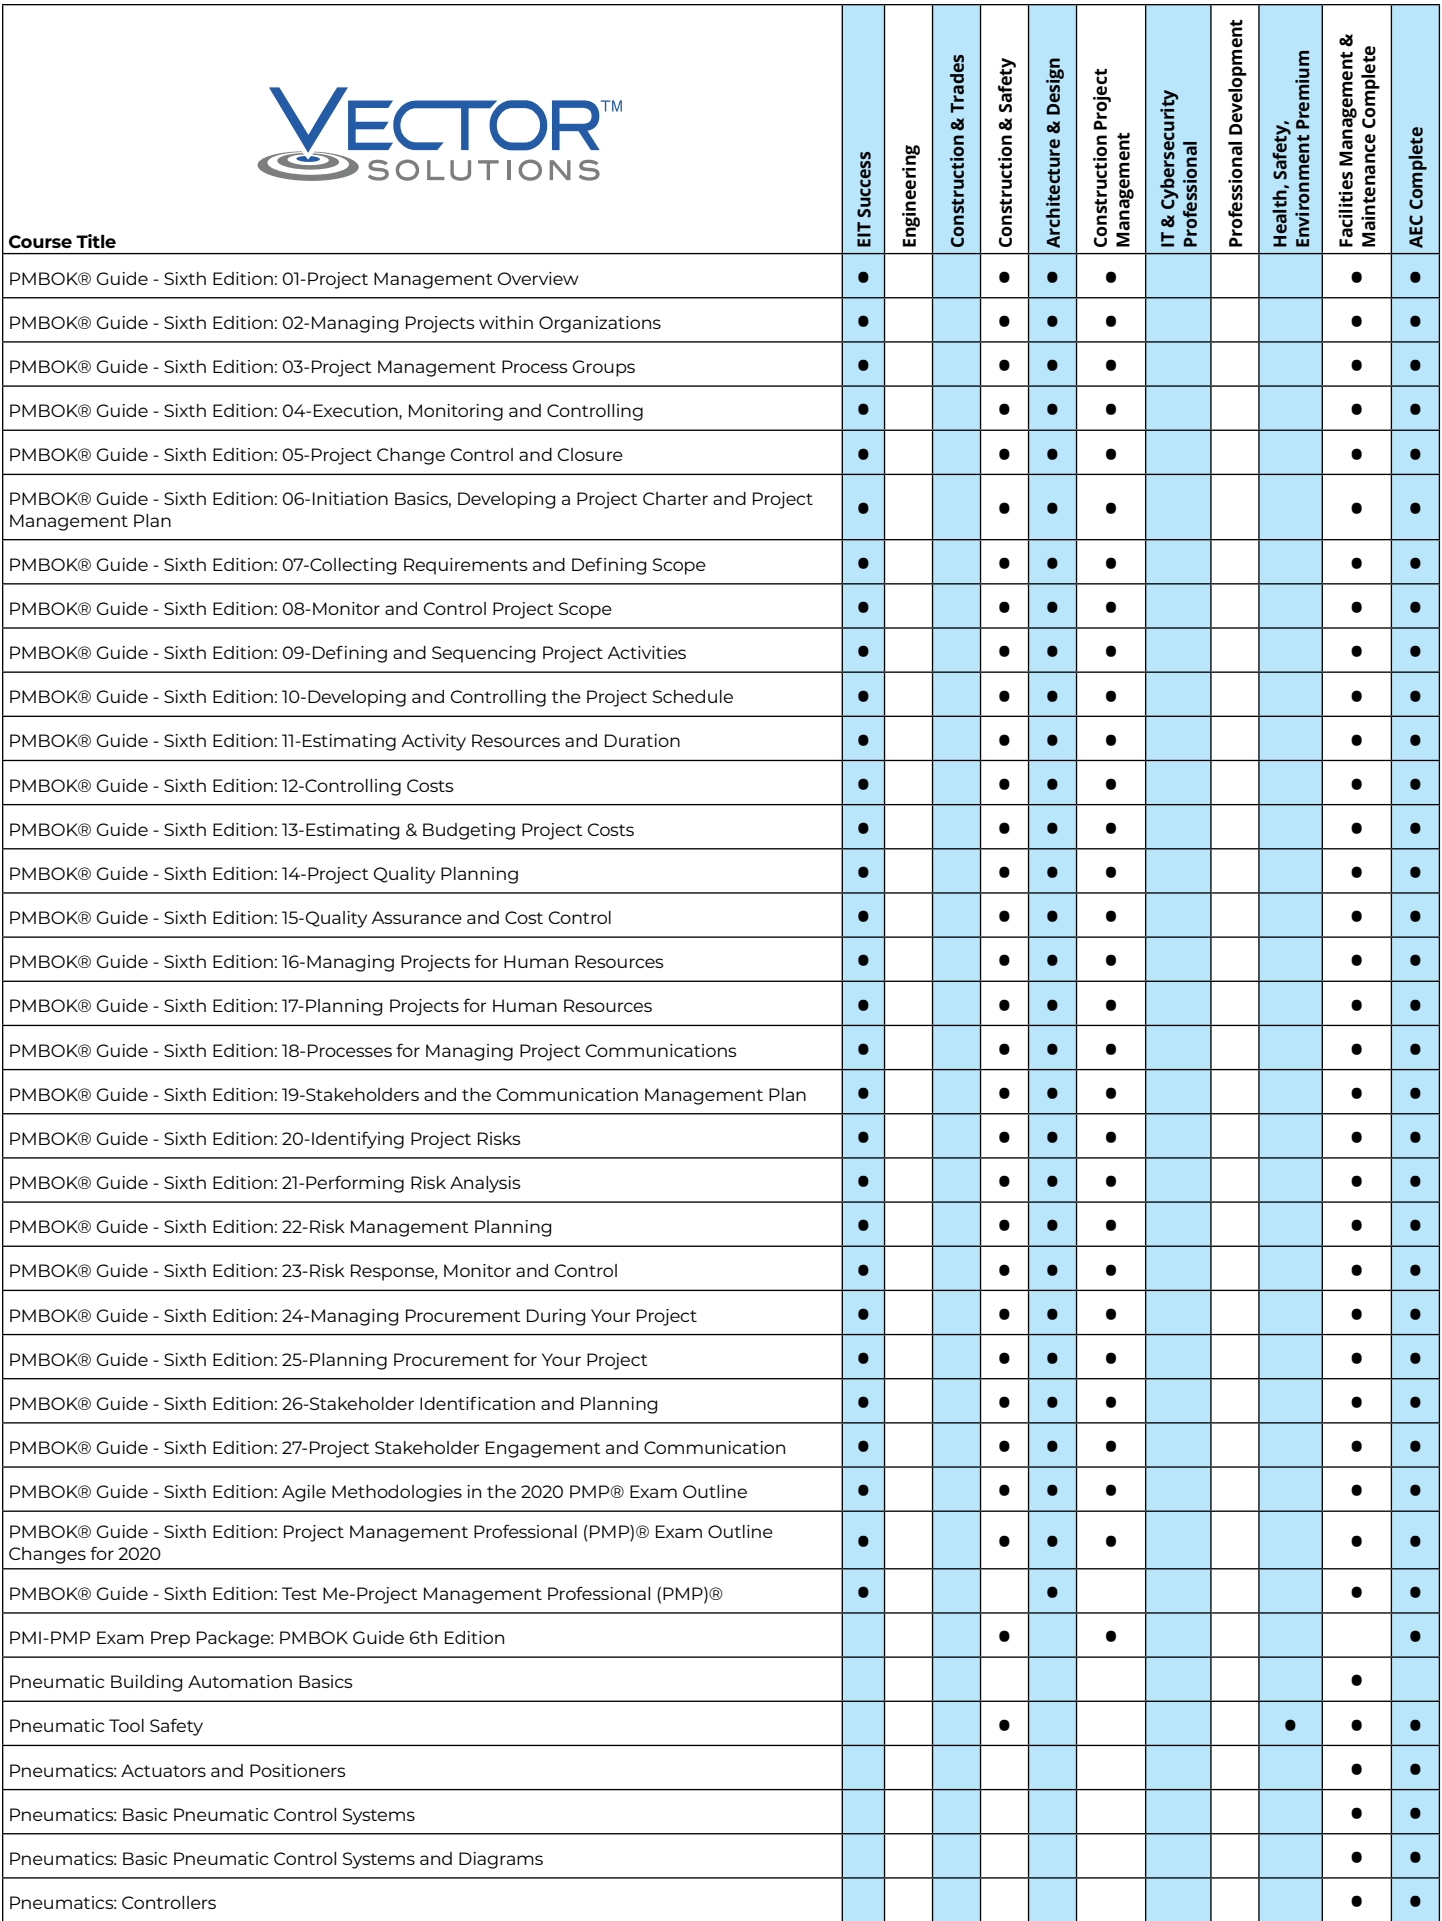 VECTOR™
SOLUTIONS
Course Title
EIT Success
Engineering
Construction & Trades
Construction & Safety
Architecture & Design
Construction Project
Management
IT & Cybersecurity
Professional
Professional Development
Health, Safety,
Environment Premium
Facilities Management &
Maintenance Complete
AEC Complete
PMBOK® Guide - Sixth Edition: 01-Project Management Overview • • • • • •
PMBOK® Guide - Sixth Edition: 02-Managing Projects within Organizations • • • • • •
PMBOK® Guide - Sixth Edition: 03-Project Management Process Groups • • • • • •
PMBOK® Guide - Sixth Edition: 04-Execution, Monitoring and Controlling • • • • • •
PMBOK® Guide - Sixth Edition: 05-Project Change Control and Closure • • • • • •
PMBOK® Guide - Sixth Edition: 06-Initiation Basics, Developing a Project Charter and Project
Management Plan • • • • • •
PMBOK® Guide - Sixth Edition: 07-Collecting Requirements and Defining Scope • • • • • •
PMBOK® Guide - Sixth Edition: 08-Monitor and Control Project Scope • • • • • •
PMBOK® Guide - Sixth Edition: 09-Defining and Sequencing Project Activities • • • • • •
PMBOK® Guide - Sixth Edition: 10-Developing and Controlling the Project Schedule • • • • • •
PMBOK® Guide - Sixth Edition: 11-Estimating Activity Resources and Duration • • • • • •
PMBOK® Guide - Sixth Edition: 12-Controlling Costs • • • • • •
PMBOK® Guide - Sixth Edition: 13-Estimating & Budgeting Project Costs • • • • • •
PMBOK® Guide - Sixth Edition: 14-Project Quality Planning • • • • • •
PMBOK® Guide - Sixth Edition: 15-Quality Assurance and Cost Control • • • • • •
PMBOK® Guide - Sixth Edition: 16-Managing Projects for Human Resources • • • • • •
PMBOK® Guide - Sixth Edition: 17-Planning Projects for Human Resources • • • • • •
PMBOK® Guide - Sixth Edition: 18-Processes for Managing Project Communications • • • • • •
PMBOK® Guide - Sixth Edition: 19-Stakeholders and the Communication Management Plan • • • • • •
PMBOK® Guide - Sixth Edition: 20-Identifying Project Risks • • • • • •
PMBOK® Guide - Sixth Edition: 21-Performing Risk Analysis • • • • • •
PMBOK® Guide - Sixth Edition: 22-Risk Management Planning • • • • • •
PMBOK® Guide - Sixth Edition: 23-Risk Response, Monitor and Control • • • • • •
PMBOK® Guide - Sixth Edition: 24-Managing Procurement During Your Project • • • • • •
PMBOK® Guide - Sixth Edition: 25-Planning Procurement for Your Project • • • • • •
PMBOK® Guide - Sixth Edition: 26-Stakeholder Identification and Planning • • • • • •
PMBOK® Guide - Sixth Edition: 27-Project Stakeholder Engagement and Communication • • • • • •
PMBOK® Guide - Sixth Edition: Agile Methodologies in the 2020 PMP® Exam Outline • • • • • •
PMBOK® Guide - Sixth Edition: Project Management Professional (PMP)® Exam Outline
Changes for 2020 • • • • • •
PMBOK® Guide - Sixth Edition: Test Me-Project Management Professional (PMP)® • • • •
PMI-PMP Exam Prep Package: PMBOK Guide 6th Edition • • •
Pneumatic Building Automation Basics •
Pneumatic Tool Safety • • • •
Pneumatics: Actuators and Positioners • •
Pneumatics: Basic Pneumatic Control Systems • •
Pneumatics: Basic Pneumatic Control Systems and Diagrams • •
Pneumatics: Controllers • •